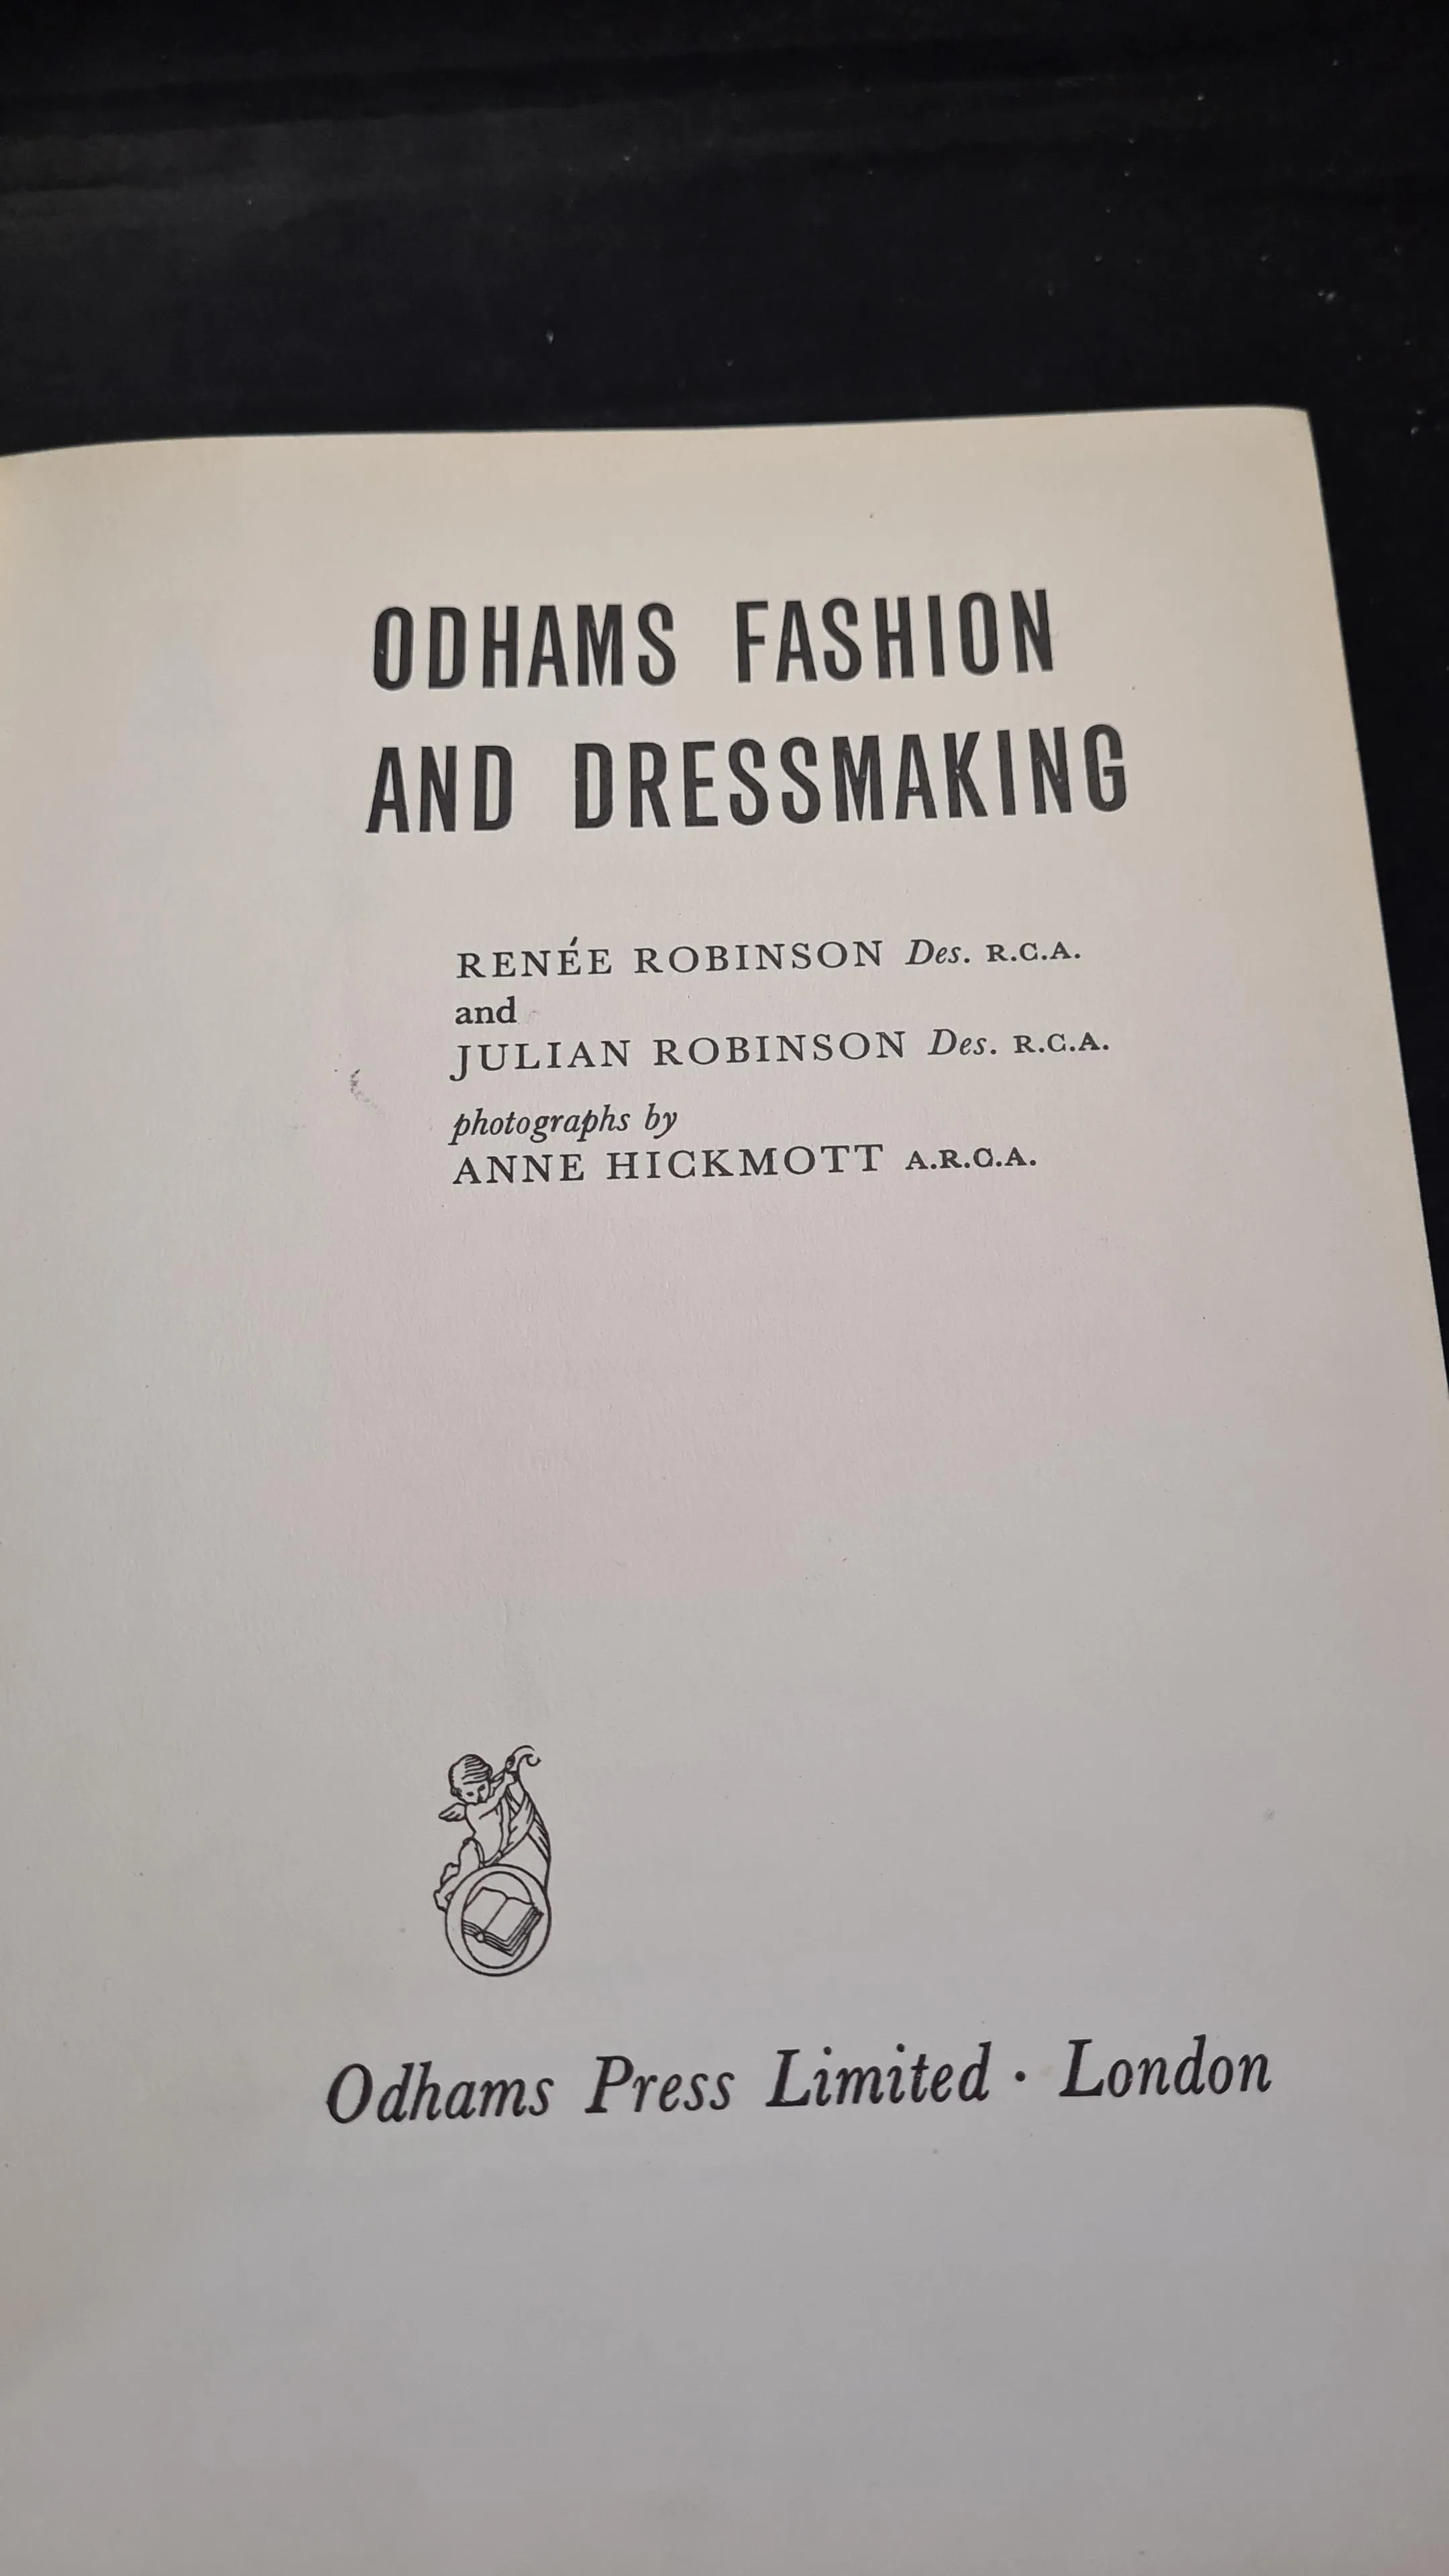 ODHAMS FASHION
AND DRESSMAKING
RENÉE ROBINSON Des. R.C.A.
and
JULIAN ROBINSON Des. R.C.A.
photographs by
ANNE HICKMOTT A.R.C.A.
Odhams Press Limited · London